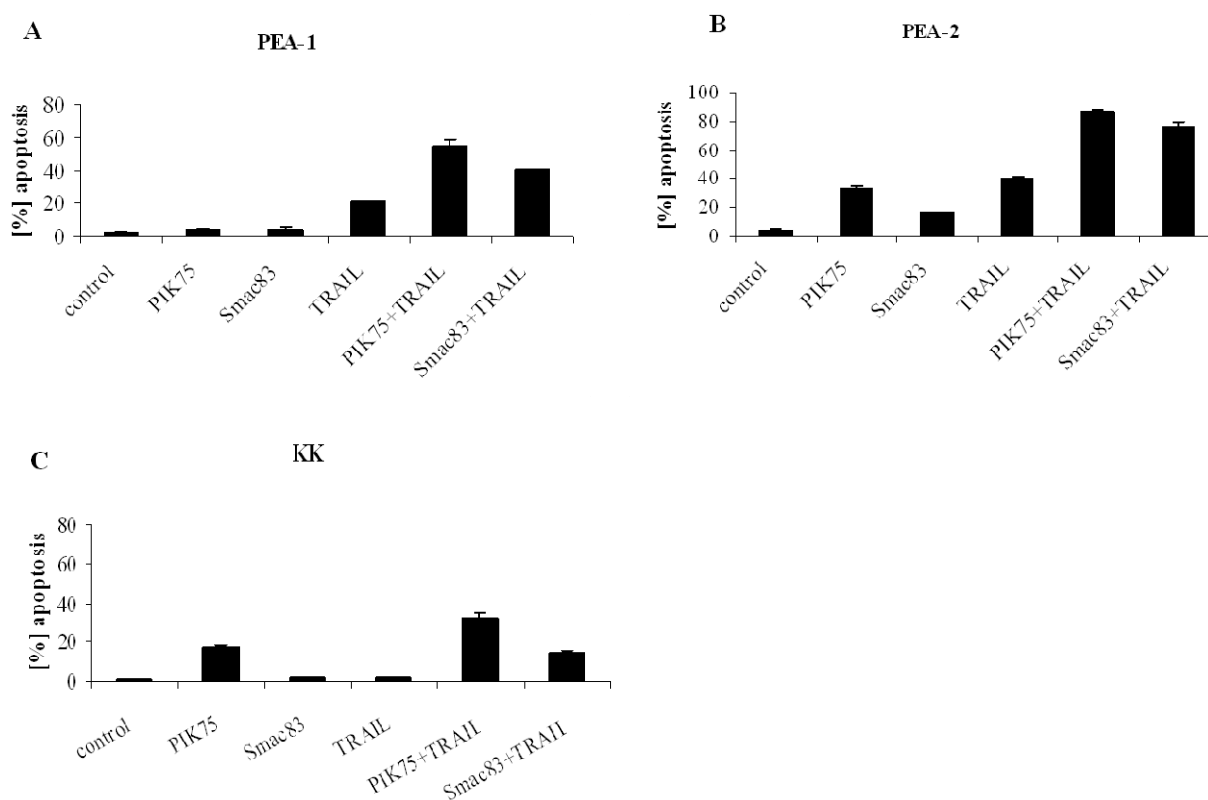 A
PEA-1
[%] apoptosis
80
60
40
20
0
control
PIK75
Smac83
TRAIL
PIK75+TRAIL
Smac83+TRAIL
B
PEA-2
[%] apoptosis
100
80
60
40
20
0
control
PIK75
Smac83
TRAIL
PIK75+TRAIL
Smac83+TRAIL
C
KK
[%] apoptosis
80
60
40
20
0
control
PIK75
Smac83
TRAIL
PIK75+TRAIL
Smac83+TRAIL